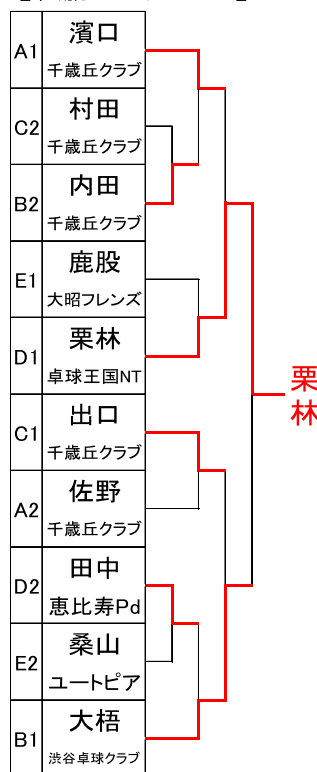 A1
濱口
千歳丘クラブ
C2
村田
千歳丘クラブ
B2
内田
千歳丘クラブ
E1
鹿股
大昭フレンズ
D1
栗林
卓球王国NT
C1
出口
千歳丘クラブ
A2
佐野
千歳丘クラブ
D2
田中
恵比寿Pd
E2
桑山
ユートピア
B1
大梧
渋谷卓球クラブ
栗林